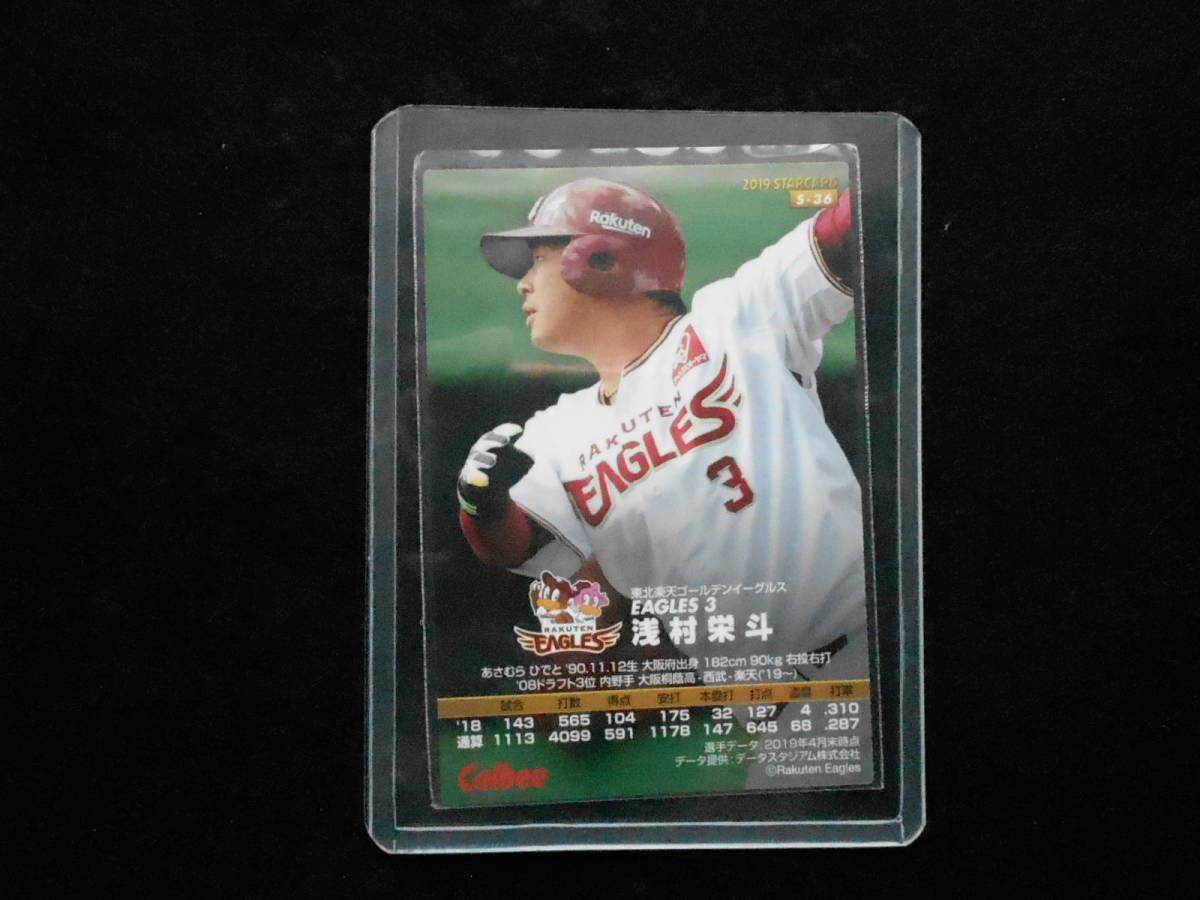 2019 STARCARD
S-36
Rakuten
RAKUTEN
EAGLES
3
東北楽天ゴールデンイーグルス
EAGLES 3
浅村栄斗
RAKUTEN
EAGLES
あさむら ひでと '90.11.12生 大阪府出身 182cm 90kg 右投右打
'08ドラフト3位 内野手 大阪桐蔭高-西武-楽天('19〜)
試合 打数 得点 安打 本塁打 打点 盗塁 打率
'18 143 565 104 175 32 127 4 .310
通算 1113 4099 591 1178 147 645 68 .287
選手データ:2019年4月末時点
データ提供:データスタジアム株式会社
©Rakuten Eagles
Calbee